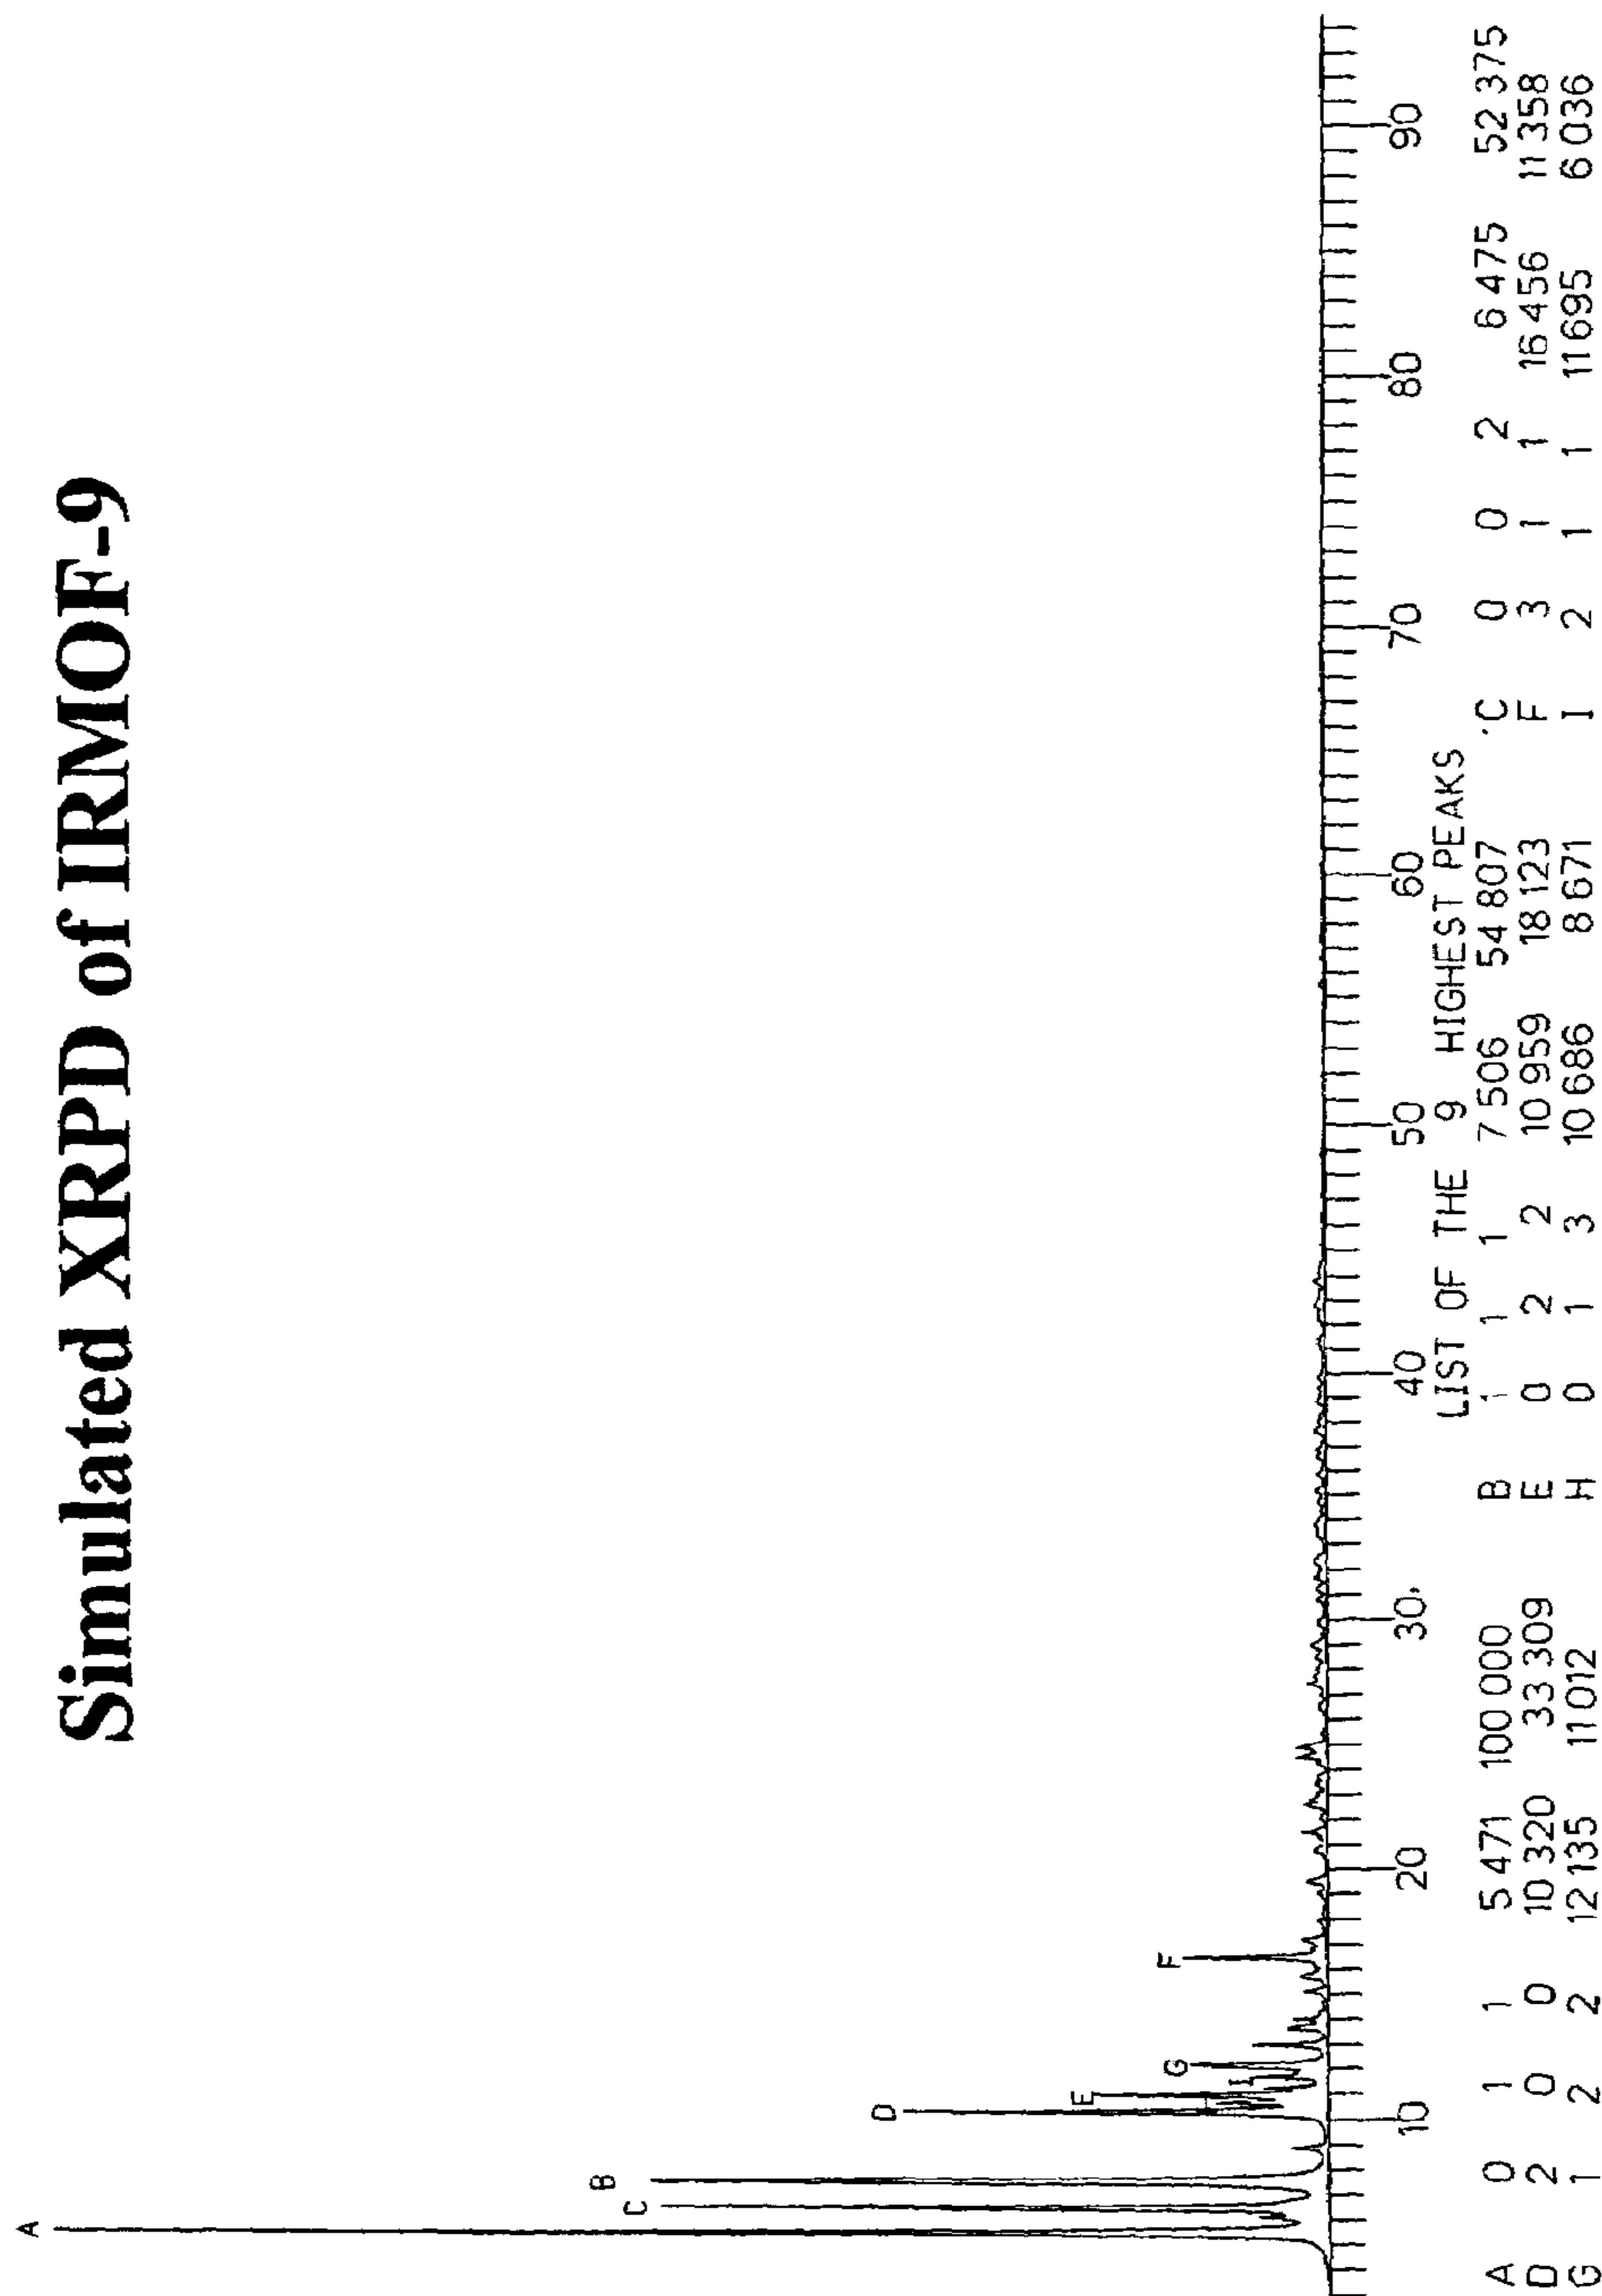 Simulated XRPD of IRMOF-9
A
B
C
D
E
F
G
I
10 20 30 40 50 60 70 80 90
LIST OF THE 9 HIGHEST PEAKS
A 0 1 1 5 471 100 000 B 1 1 1 7 506 54 807 C 0 0 2 6 475 52 375
D 2 0 0 10 320 33 309 E 0 2 2 10 959 18 123 F 3 1 1 16 456 11 358
G 1 2 2 12 135 11 012 H 0 1 3 10 686 8 671 I 2 1 1 11 695 6 036